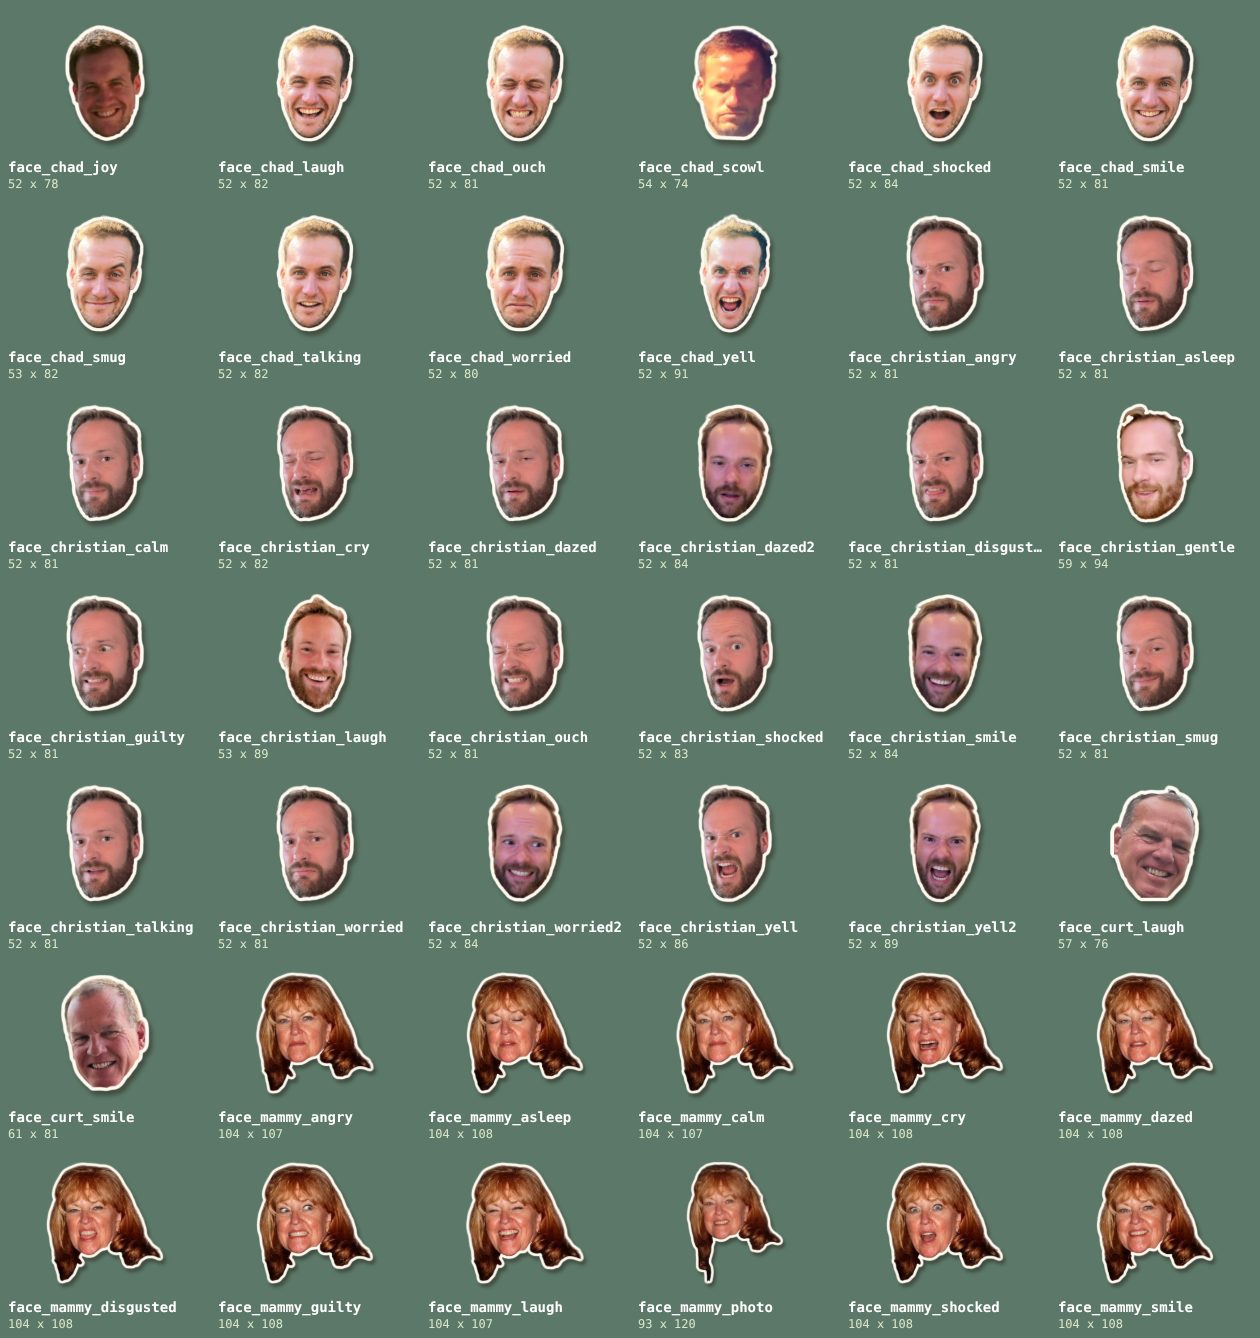 face_chad_joy
52 x 78
face_chad_laugh
52 x 82
face_chad_ouch
52 x 81
face_chad_scowl
54 x 74
face_chad_shocked
52 x 84
face_chad_smile
52 x 81
face_chad_smug
53 x 82
face_chad_talking
52 x 82
face_chad_worried
52 x 80
face_chad_yell
52 x 91
face_christian_angry
52 x 81
face_christian_asleep
52 x 81
face_christian_calm
52 x 81
face_christian_cry
52 x 82
face_christian_dazed
52 x 81
face_christian_dazed2
52 x 84
face_christian_disgust…
52 x 81
face_christian_gentle
59 x 94
face_christian_guilty
52 x 81
face_christian_laugh
53 x 89
face_christian_ouch
52 x 81
face_christian_shocked
52 x 83
face_christian_smile
52 x 84
face_christian_smug
52 x 81
face_christian_talking
52 x 81
face_christian_worried
52 x 81
face_christian_worried2
52 x 84
face_christian_yell
52 x 86
face_christian_yell2
52 x 89
face_curt_laugh
57 x 76
face_curt_smile
61 x 81
face_mammy_angry
104 x 107
face_mammy_asleep
104 x 108
face_mammy_calm
104 x 107
face_mammy_cry
104 x 108
face_mammy_dazed
104 x 108
face_mammy_disgusted
104 x 108
face_mammy_guilty
104 x 108
face_mammy_laugh
104 x 107
face_mammy_photo
93 x 120
face_mammy_shocked
104 x 108
face_mammy_smile
104 x 108